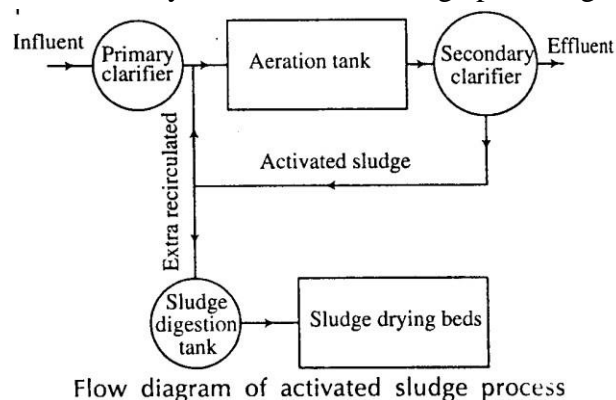 Influent
Primary
clarifier
Aeration tank
Secondary
clarifier
Effluent
Activated sludge
Extra recirculated
Sludge
digestion
tank
Sludge drying beds
Flow diagram of activated sludge process